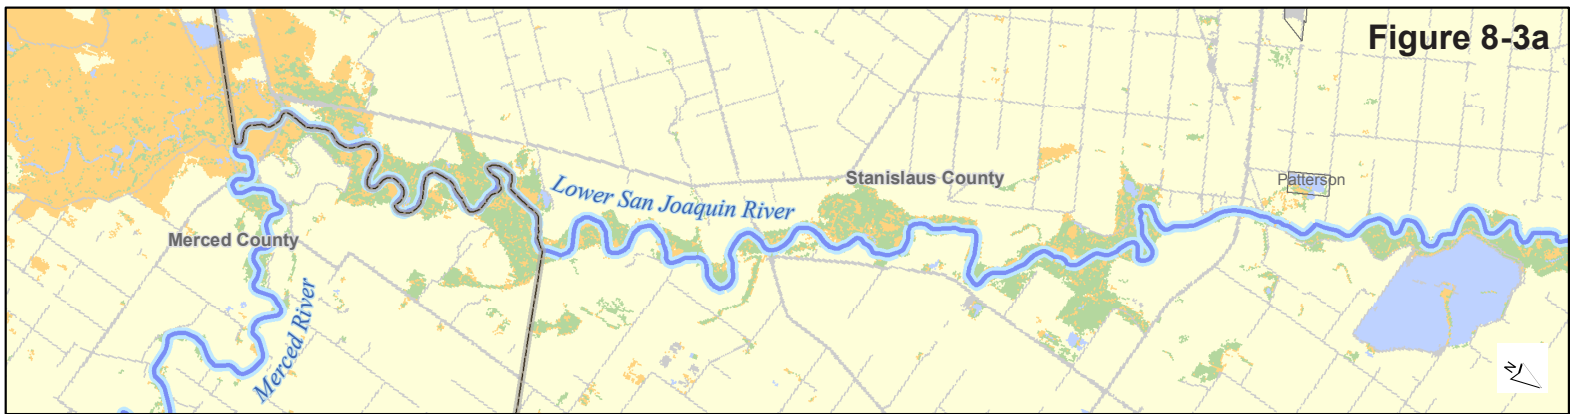 Figure 8-3a
Stanislaus County
Patterson
Lower San Joaquin River
Merced County
Merced River
N